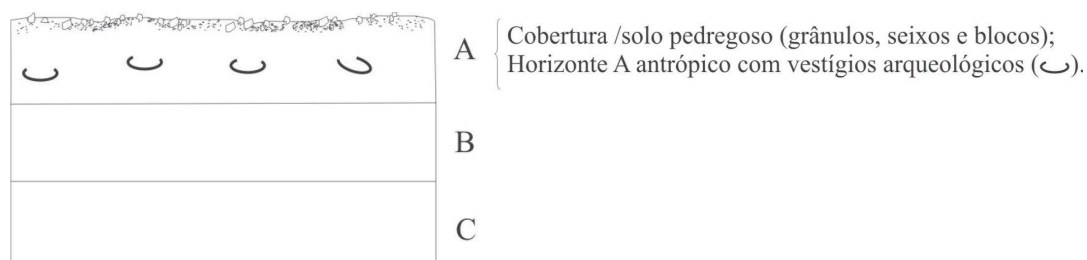 A
Cobertura /solo pedregoso (grânulos, seixos e blocos);
Horizonte A antrópico com vestígios arqueológicos ( ).
B
C